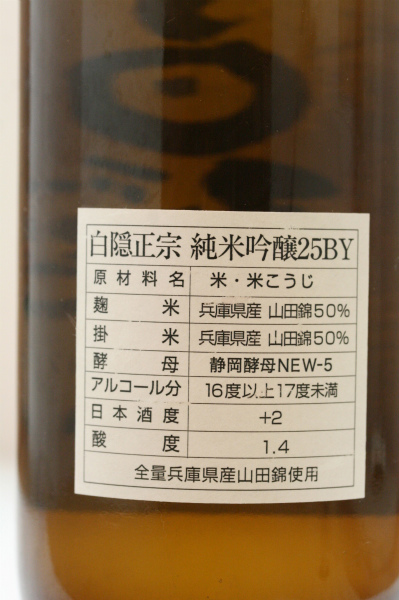 白隠正宗 純米吟醸25BY
原材料名 米・米こうじ
麹米 兵庫県産 山田錦50%
掛米 兵庫県産 山田錦50%
酵母 静岡酵母NEW-5
アルコール分 16度以上17度未満
日本酒度 +2
酸度 1.4
全量兵庫県産山田錦使用